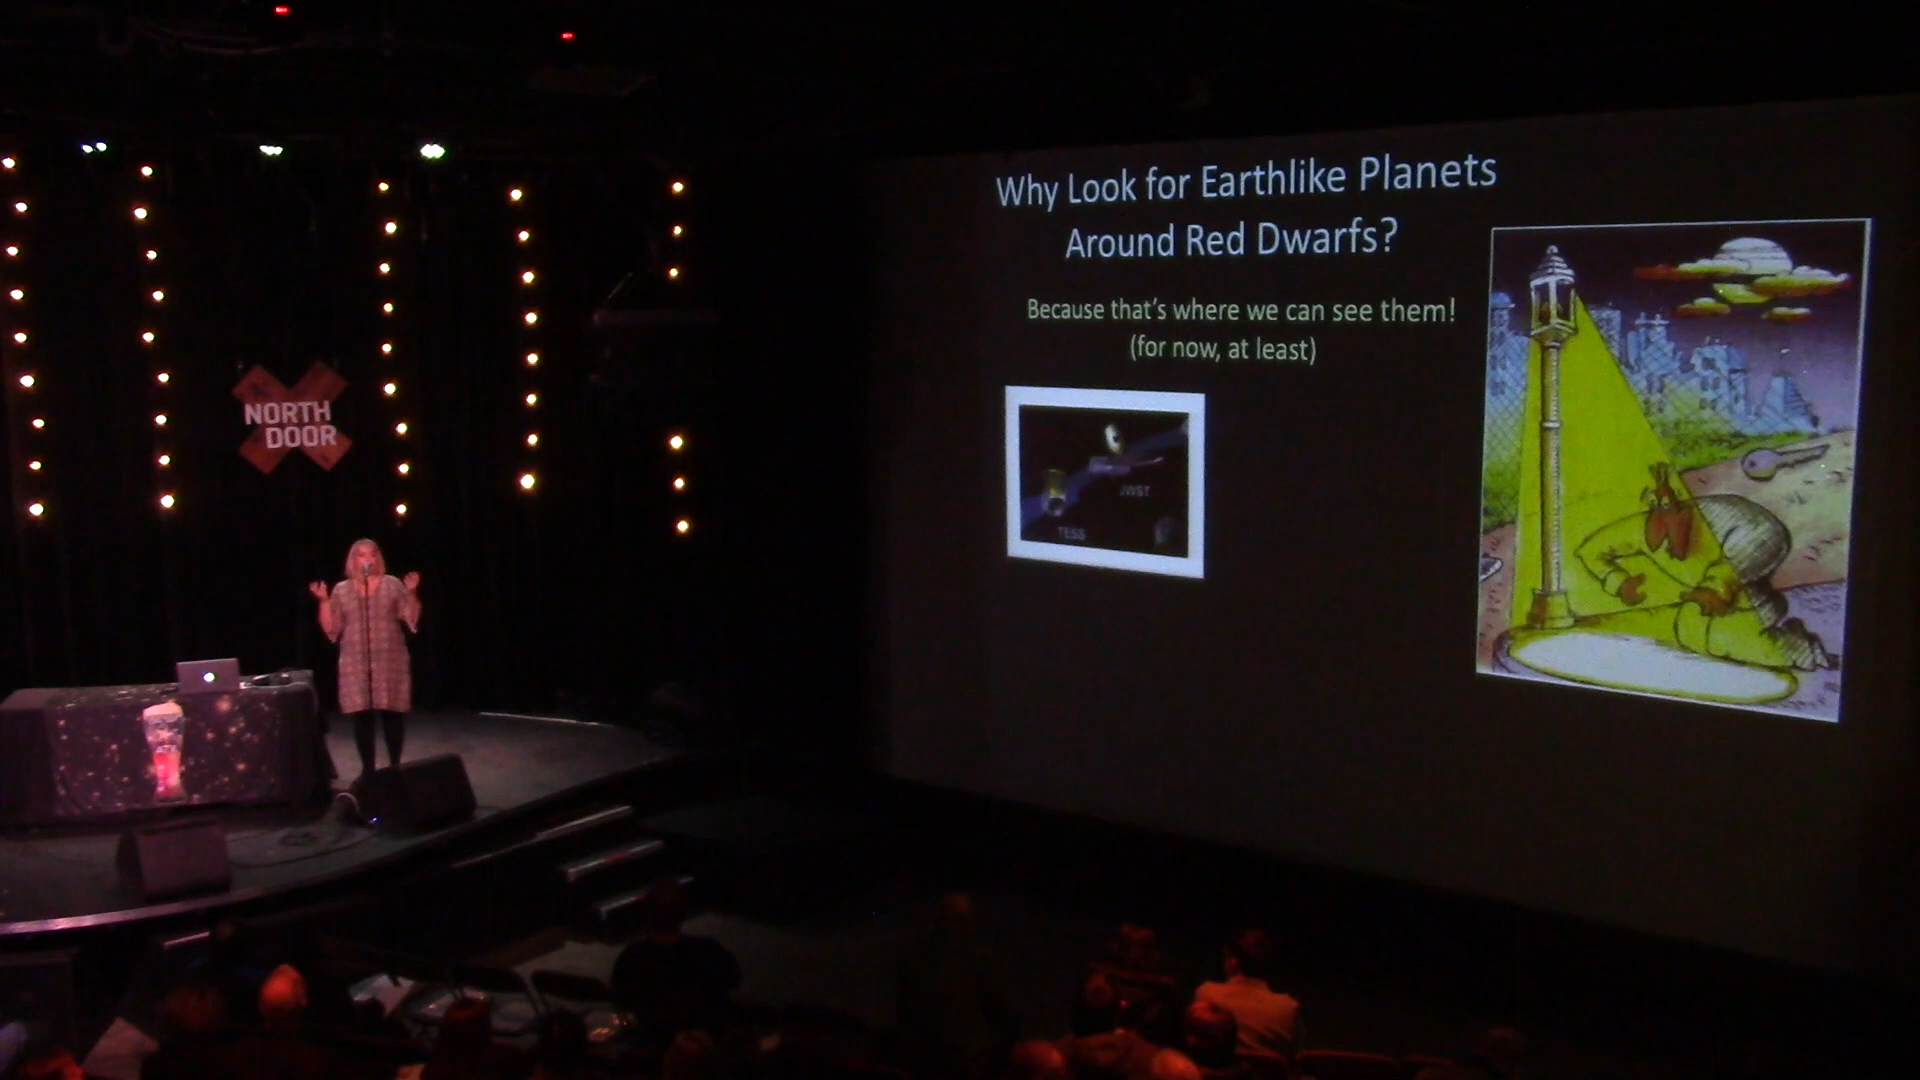 NORTH
DOOR
Why Look for Earthlike Planets
Around Red Dwarfs?
Because that's where we can see them!
(for now, at least)
JWST
TESS